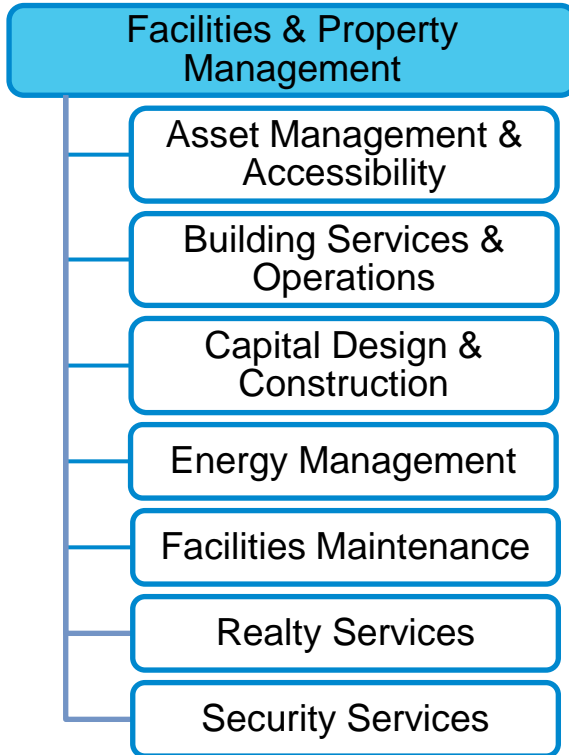 Facilities & Property
Management
Asset Management &
Accessibility
Building Services &
Operations
Capital Design &
Construction
Energy Management
Facilities Maintenance
Realty Services
Security Services